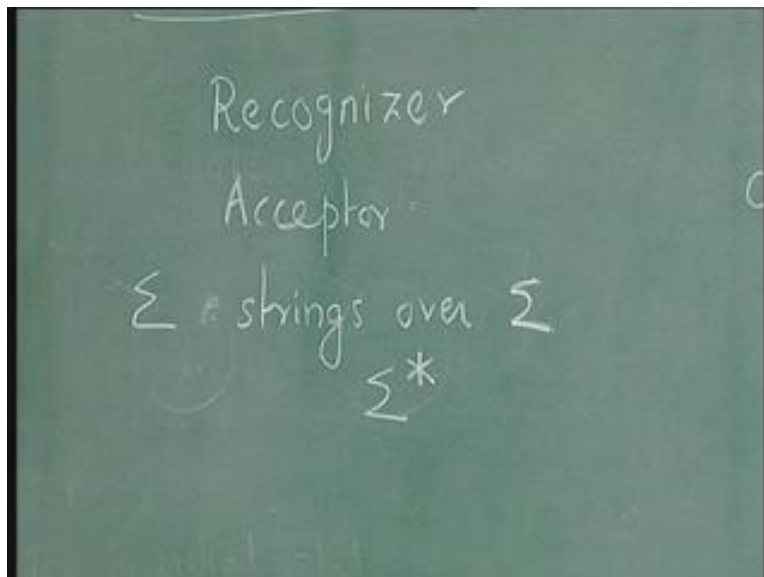 Recognizer
Acceptor
Σ strings over Σ
Σ*